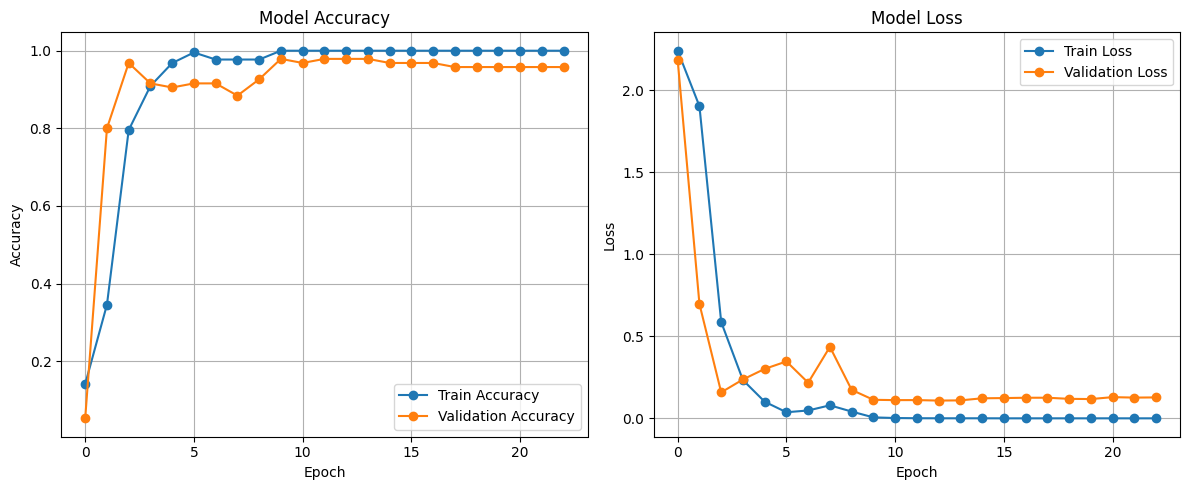 Model Accuracy
1.0
0.8
0.6
0.4
0.2
Accuracy
0
5
10
15
20
Epoch
Train Accuracy
Validation Accuracy
Model Loss
2.0
1.5
1.0
0.5
0.0
Loss
0
5
10
15
20
Epoch
Train Loss
Validation Loss